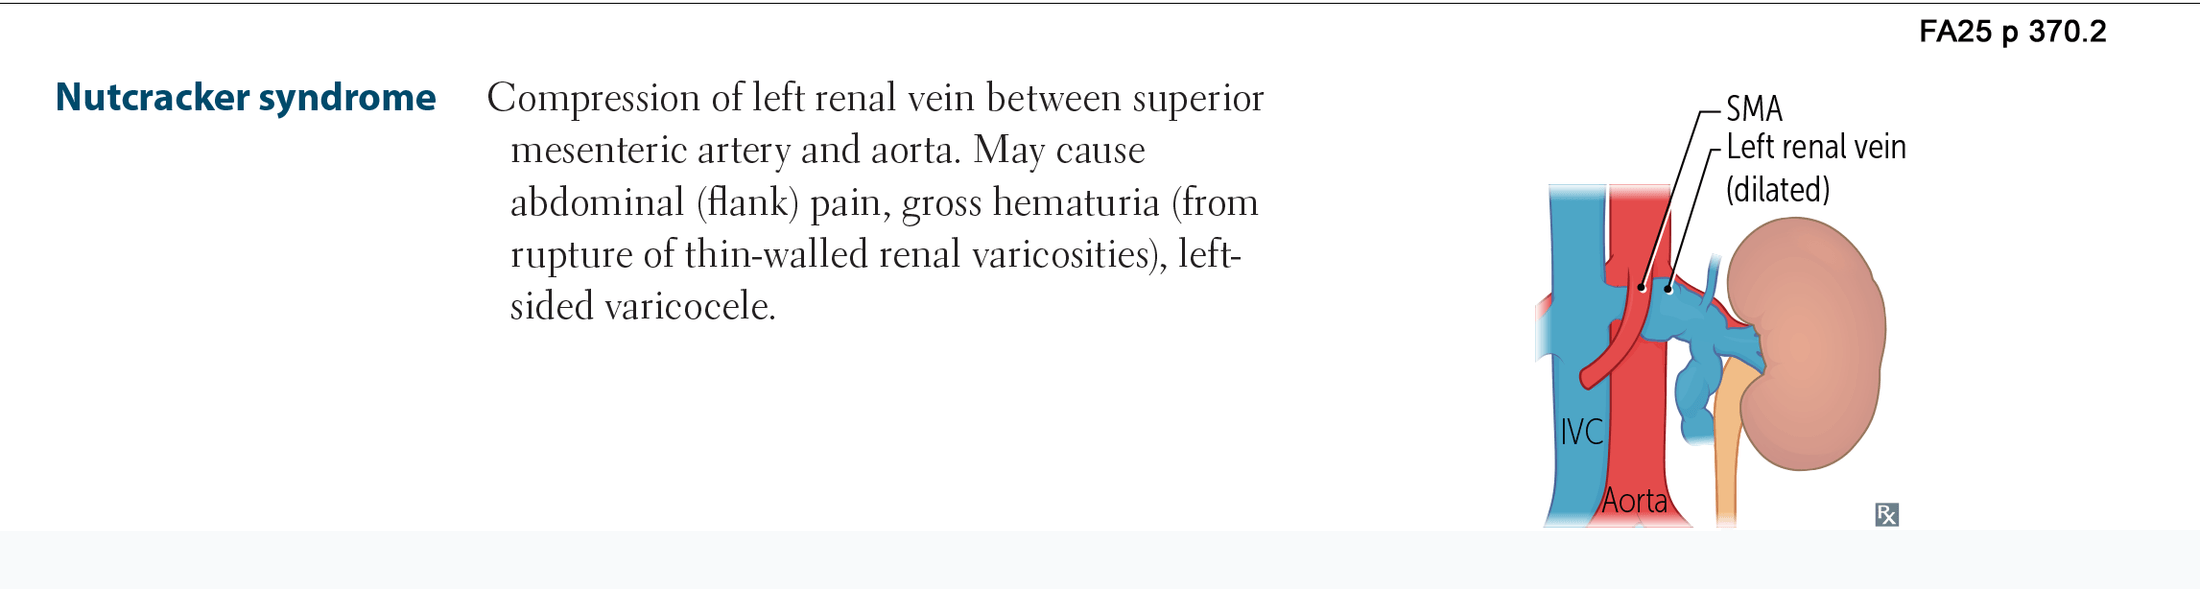 FA25 p 370.2
Nutcracker syndrome
Compression of left renal vein between superior
mesenteric artery and aorta. May cause
abdominal (flank) pain, gross hematuria (from
rupture of thin-walled renal varicosities), left-
sided varicocele.
SMA
Left renal vein
(dilated)
IVC
Aorta
Rx